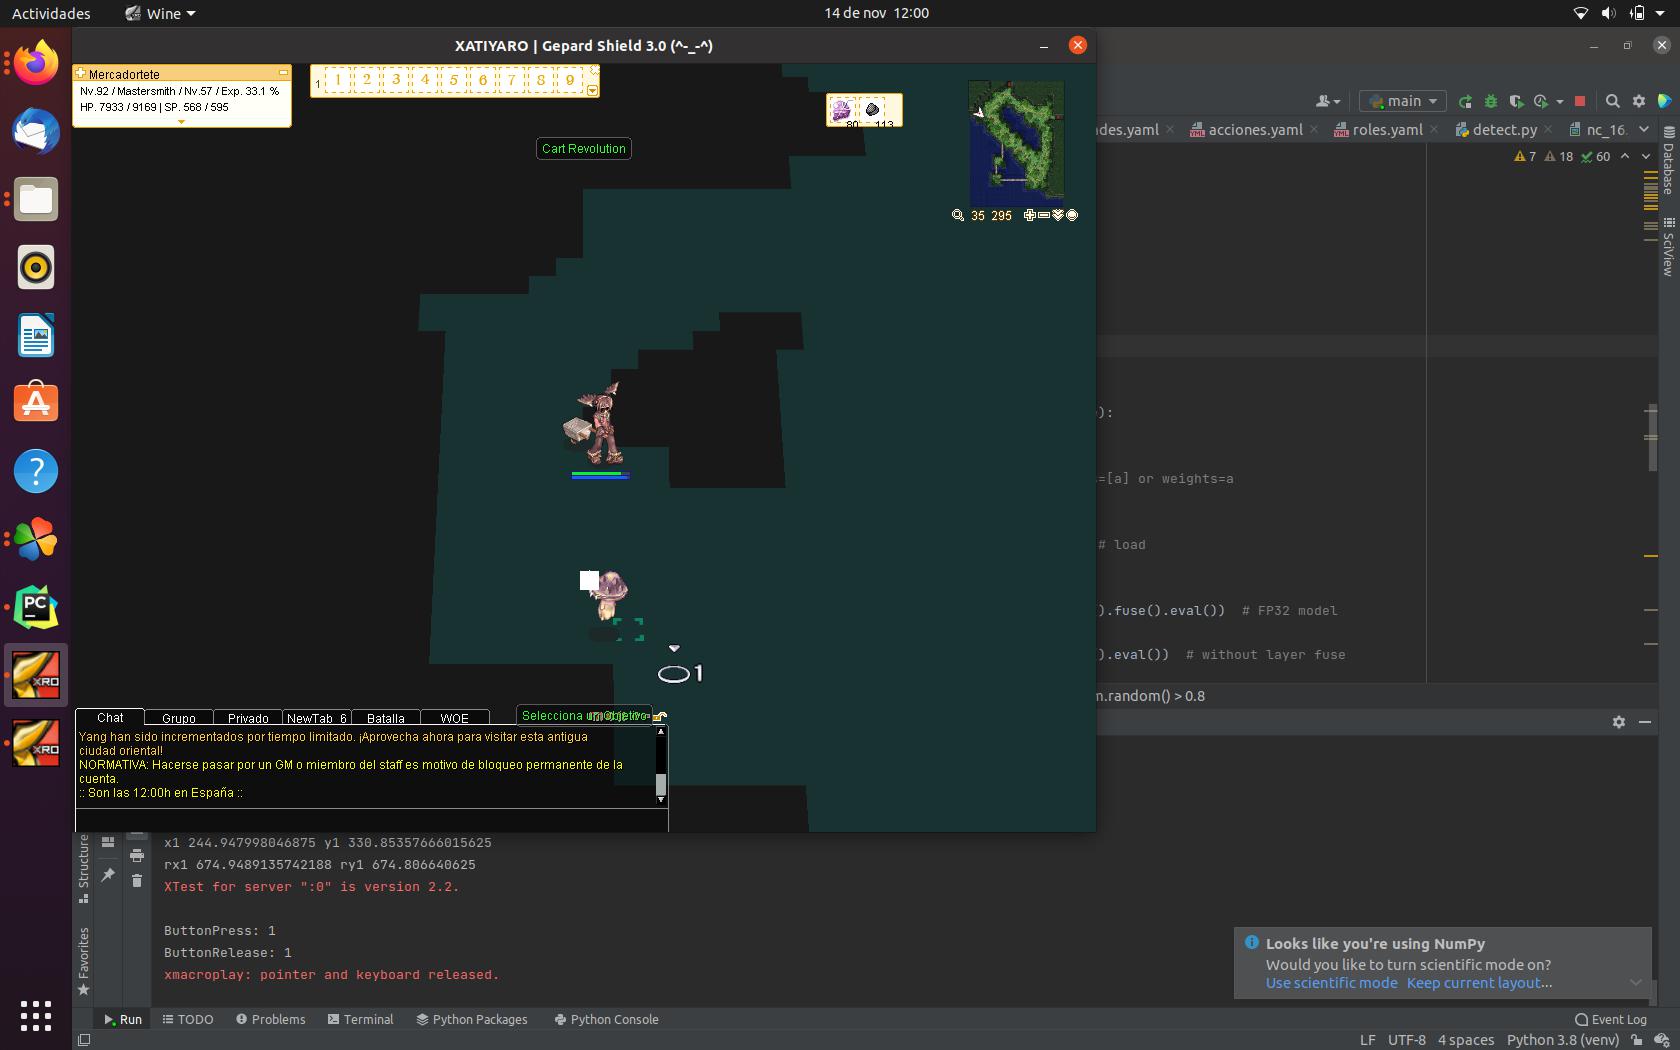 Actividades
Wine
14 de nov 12:00
XATIYARO | Gepard Shield 3.0 (^-_-^)
Mercadortete
Nv.92 / Mastersmith / Nv.57 / Exp. 33.1 %
HP. 7933 / 9169 | SP. 568 / 595
1
1 2 3 4 5 6 7 8 9
80 113
Cart Revolution
35 295
main
des.yaml
acciones.yaml
roles.yaml
detect.py
nc_16.
7 18 60
Database
SciView
):
=[a] or weights=a
# load
).fuse().eval()) # FP32 model
).eval()) # without layer fuse
m.random() > 0.8
1
Chat
Grupo
Privado
NewTab_6
Batalla
WOE
Selecciona un objetivo
Yang han sido incrementados por tiempo limitado. ¡Aprovecha ahora para visitar esta antigua
ciudad oriental!
NORMATIVA: Hacerse pasar por un GM o miembro del staff es motivo de bloqueo permanente de la
cuenta.
:: Son las 12:00h en España ::
PC
XRO
XRO
Structure
Favorites
x1 244.947998046875 y1 330.85357666015625
rx1 674.9489135742188 ry1 674.806640625
XTest for server ":0" is version 2.2.
ButtonPress: 1
ButtonRelease: 1
xmacroplay: pointer and keyboard released.
Looks like you're using NumPy
Would you like to turn scientific mode on?
Use scientific mode Keep current layout...
Run
TODO
Problems
Terminal
Python Packages
Python Console
Event Log
LF UTF-8 4 spaces Python 3.8 (venv)